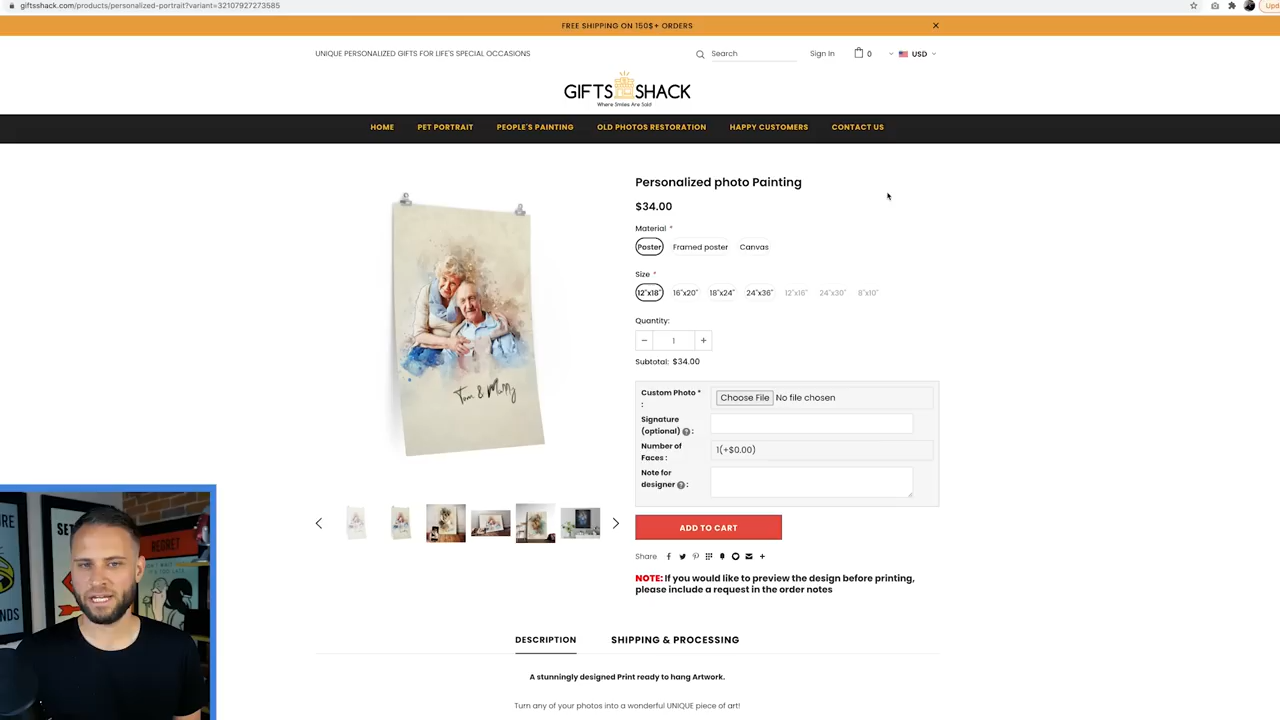 giftsshack.com/products/personalized-portrait?variant=32107927273585
FREE SHIPPING ON 150$+ ORDERS
UNIQUE PERSONALIZED GIFTS FOR LIFE'S SPECIAL OCCASIONS
Search
Sign In
0
USD
GIFTS SHACK
Where Smiles Are Sold
HOME
PET PORTRAIT
PEOPLE'S PAINTING
OLD PHOTOS RESTORATION
HAPPY CUSTOMERS
CONTACT US
Personalized photo Painting
$34.00
Material *
Poster
Framed poster
Canvas
Size *
12"x18"
16"x20"
18"x24"
24"x36"
12"x16"
24"x30"
8"x10"
Quantity:
− 1 +
Subtotal: $34.00
Custom Photo *
:
Choose File No file chosen
Signature
(optional) ? :
Number of
Faces :
1(+$0.00)
Note for
designer ? :
ADD TO CART
Share
NOTE: If you would like to preview the design before printing,
please include a request in the order notes
DESCRIPTION
SHIPPING & PROCESSING
A stunningly designed Print ready to hang Artwork.
Turn any of your photos into a wonderful UNIQUE piece of art!
REGRET